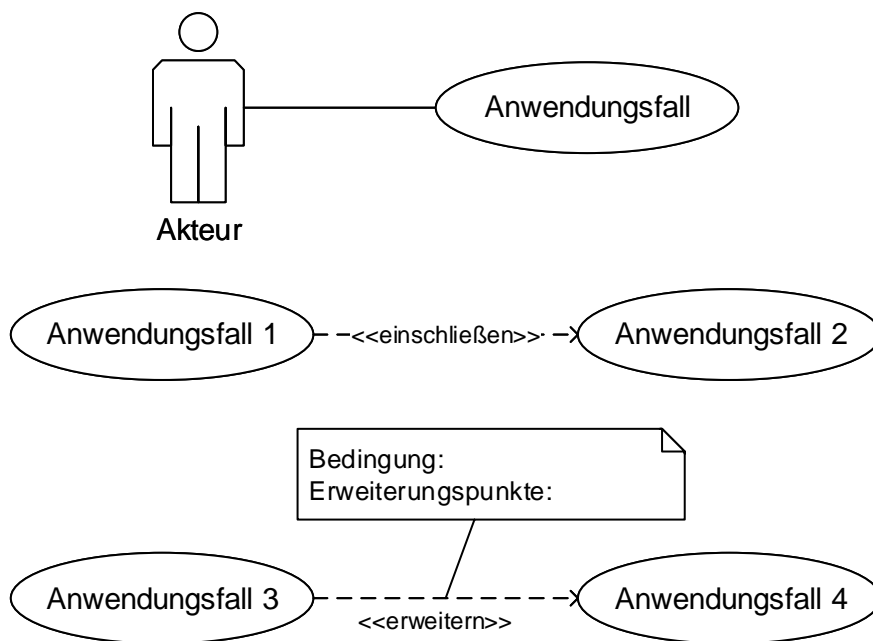 Anwendungsfall
Akteur
Anwendungsfall 1
<<einschließen>>
Anwendungsfall 2
Bedingung:
Erweiterungspunkte:
Anwendungsfall 3
<<erweitern>>
Anwendungsfall 4